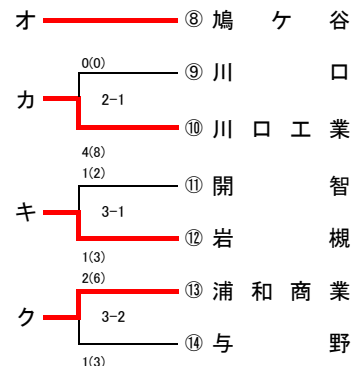 オ ⑧ 鳩ケ谷
0(0) ⑨ 川口
カ 2-1
⑩ 川口工業
4(8)
1(2) ⑪ 開智
キ 3-1
⑫ 岩槻
1(3)
2(6) ⑬ 浦和商業
ク 3-2
⑭ 与野
1(3)